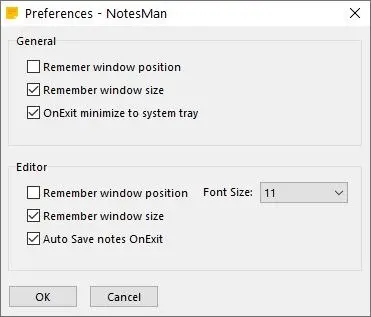 Preferences - NotesMan
General
Rememer window position
Remember window size
OnExit minimize to system tray
Editor
Remember window position Font Size: 11
Remember window size
Auto Save notes OnExit
OK Cancel